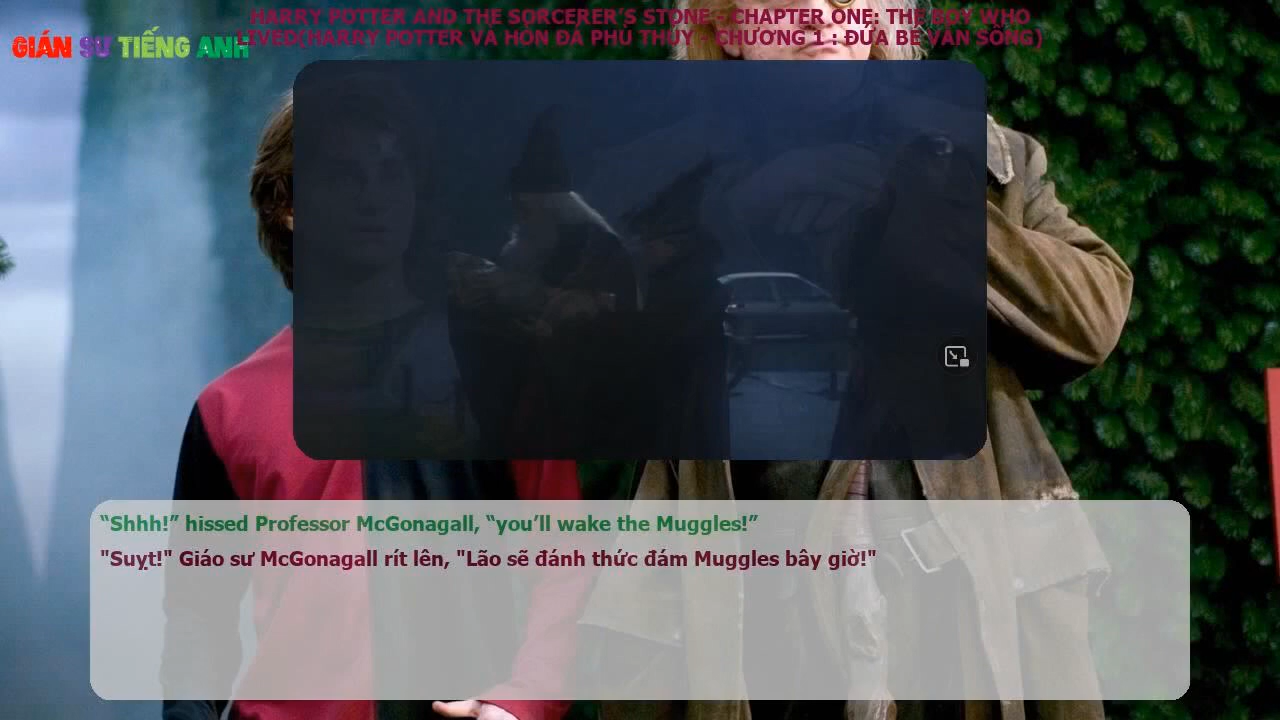 HARRY POTTER AND THE SORCERER’S STONE - CHAPTER ONE: THE BOY WHO
LIVED(HARRY POTTER VÀ HÒN ĐÁ PHÙ THỦY - CHƯƠNG 1 : ĐỨA BÉ VẪN SỐNG)
GIÁN SƯ TIẾNG ANH
“Shhh!” hissed Professor McGonagall, “you’ll wake the Muggles!”
"Suỵt!" Giáo sư McGonagall rít lên, "Lão sẽ đánh thức đám Muggles bây giờ!"